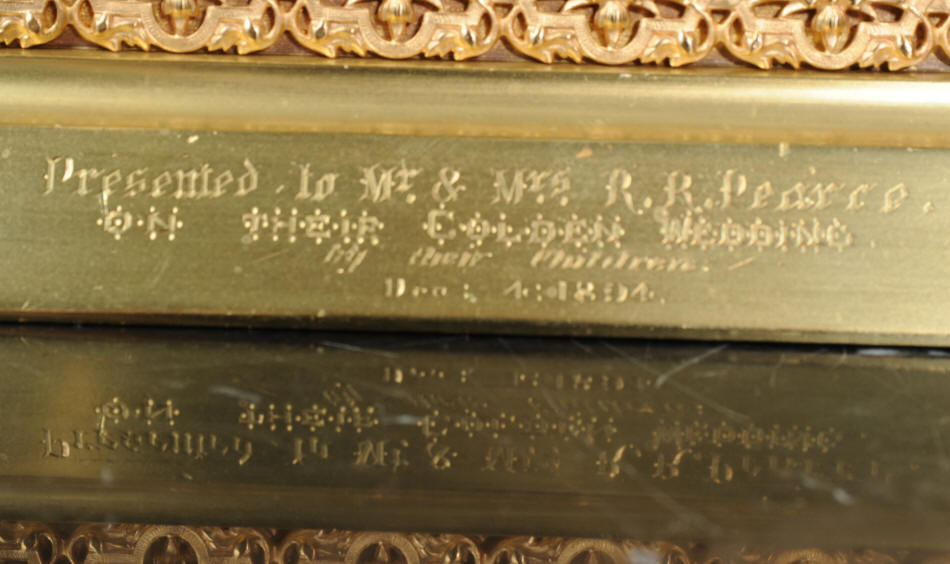 Presented to Mr. & Mrs. R. R. Pearce.
ON THEIR GOLDEN WEDDING.
By their Children.
Dec: 4: 1894.